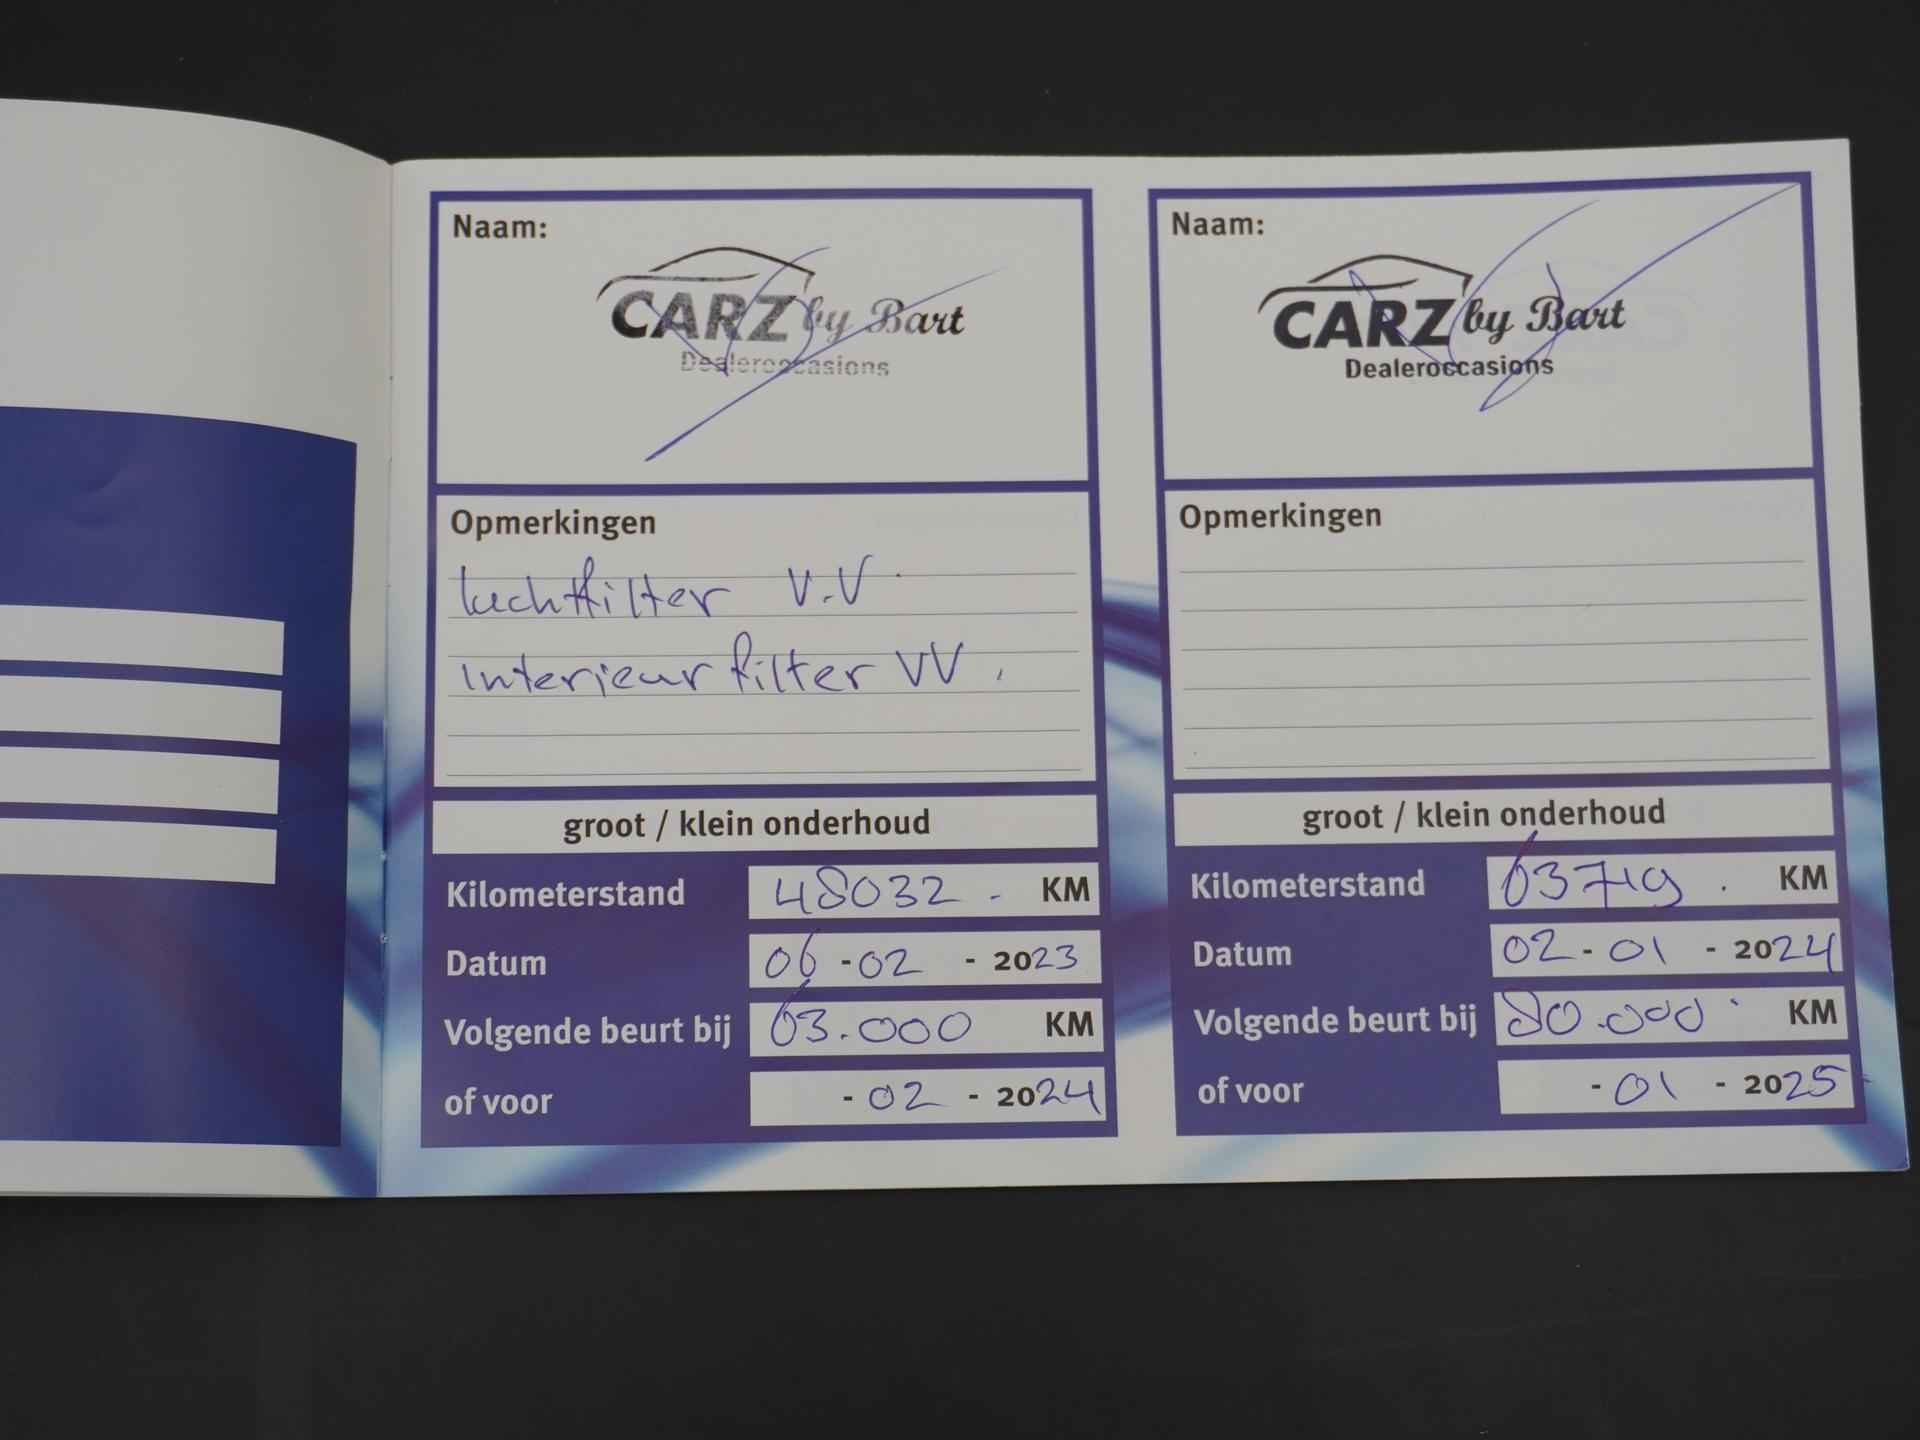 Naam:
CARZ by Bart
Dealeroccasions
Opmerkingen
luchtfilter V.V
interieur filter VV.
groot / klein onderhoud
Kilometerstand 48032 - KM
Datum 06 - 02 - 2023
Volgende beurt bij 63.000 KM
of voor - 02 - 2024
Naam:
CARZ by Bart
Dealeroccasions
Opmerkingen
groot / klein onderhoud
Kilometerstand 63719 . KM
Datum 02 - 01 - 2024
Volgende beurt bij 80.000 KM
of voor - 01 - 2025